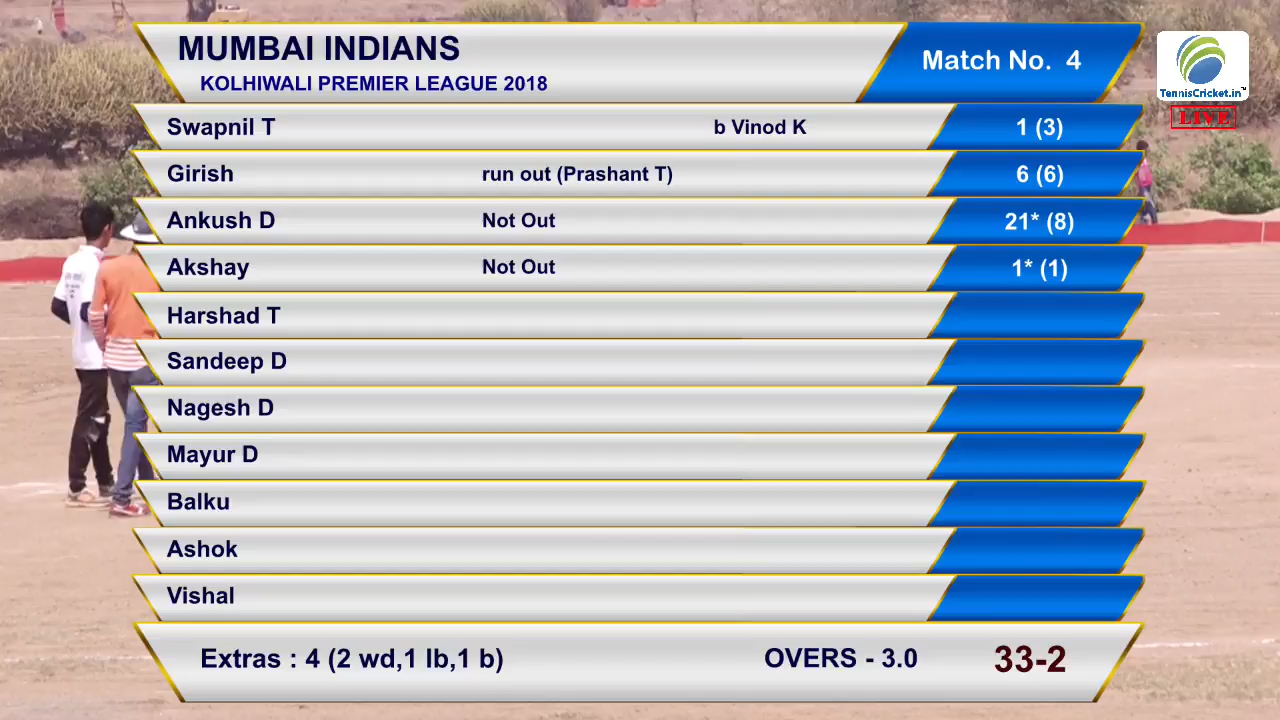 MUMBAI INDIANS
KOLHIWALI PREMIER LEAGUE 2018
Match No. 4
TennisCricket.in™
LIVE
Swapnil T b Vinod K 1 (3)
Girish run out (Prashant T) 6 (6)
Ankush D Not Out 21* (8)
Akshay Not Out 1* (1)
Harshad T
Sandeep D
Nagesh D
Mayur D
Balku
Ashok
Vishal
Extras : 4 (2 wd,1 lb,1 b) OVERS - 3.0 33-2